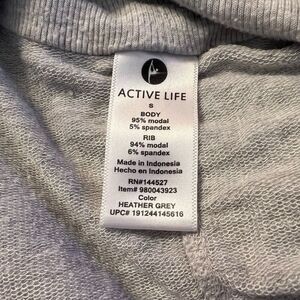 ACTIVE LIFE
S
BODY
95% modal
5% spandex
RIB
94% modal
6% spandex
Made in Indonesia
Hecho en Indonesia
RN#144527
Item# 980043923
Color
HEATHER GREY
UPC# 191244145616